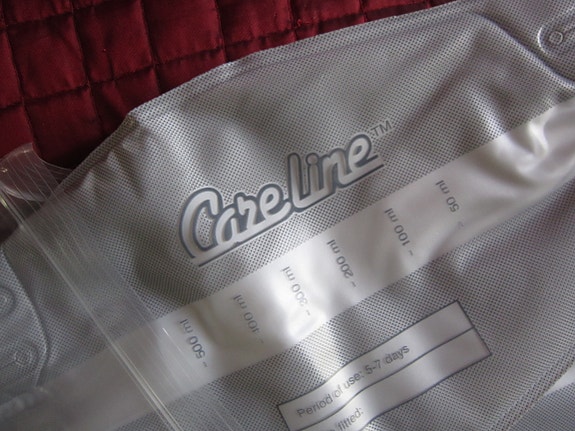 CareLine™
- 50 ml
- 100 ml
- 200 ml
- 300 ml
- 400 ml
- 500 ml
Period of use: 5-7 days
fitted: